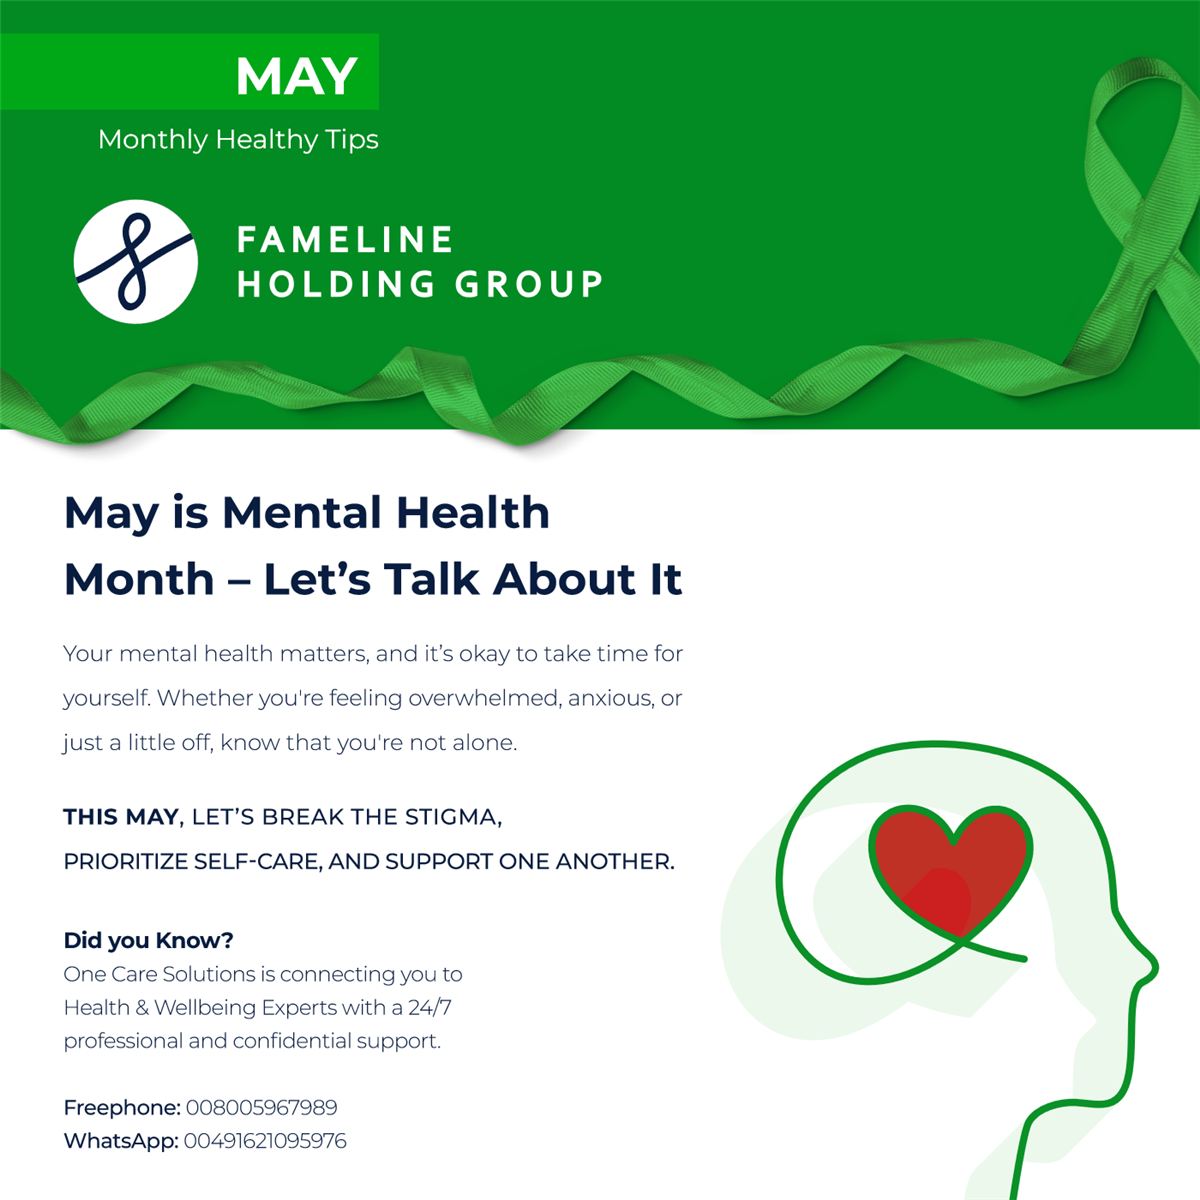 MAY
Monthly Healthy Tips
FAMELINE
HOLDING GROUP
May is Mental Health
Month – Let’s Talk About It
Your mental health matters, and it’s okay to take time for
yourself. Whether you're feeling overwhelmed, anxious, or
just a little off, know that you're not alone.
THIS MAY, LET’S BREAK THE STIGMA,
PRIORITIZE SELF-CARE, AND SUPPORT ONE ANOTHER.
Did you Know?
One Care Solutions is connecting you to
Health & Wellbeing Experts with a 24/7
professional and confidential support.
Freephone: 008005967989
WhatsApp: 00491621095976